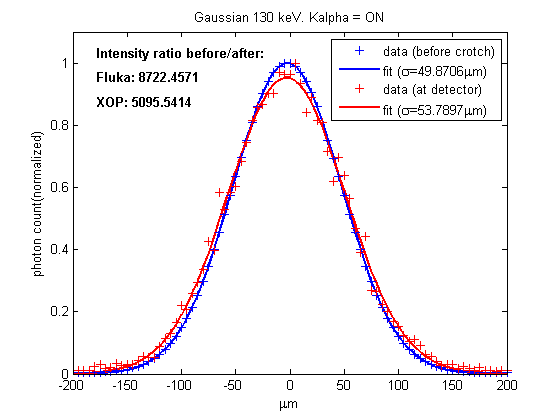 Gaussian 130 keV. Kalpha = ON
Intensity ratio before/after:
Fluka: 8722.4571
XOP: 5095.5414
data (before crotch)
fit (σ=49.8706μm)
data (at detector)
fit (σ=53.7897μm)
photon count(normalized)
1
0.8
0.6
0.4
0.2
0
-200 -150 -100 -50 0 50 100 150 200
μm